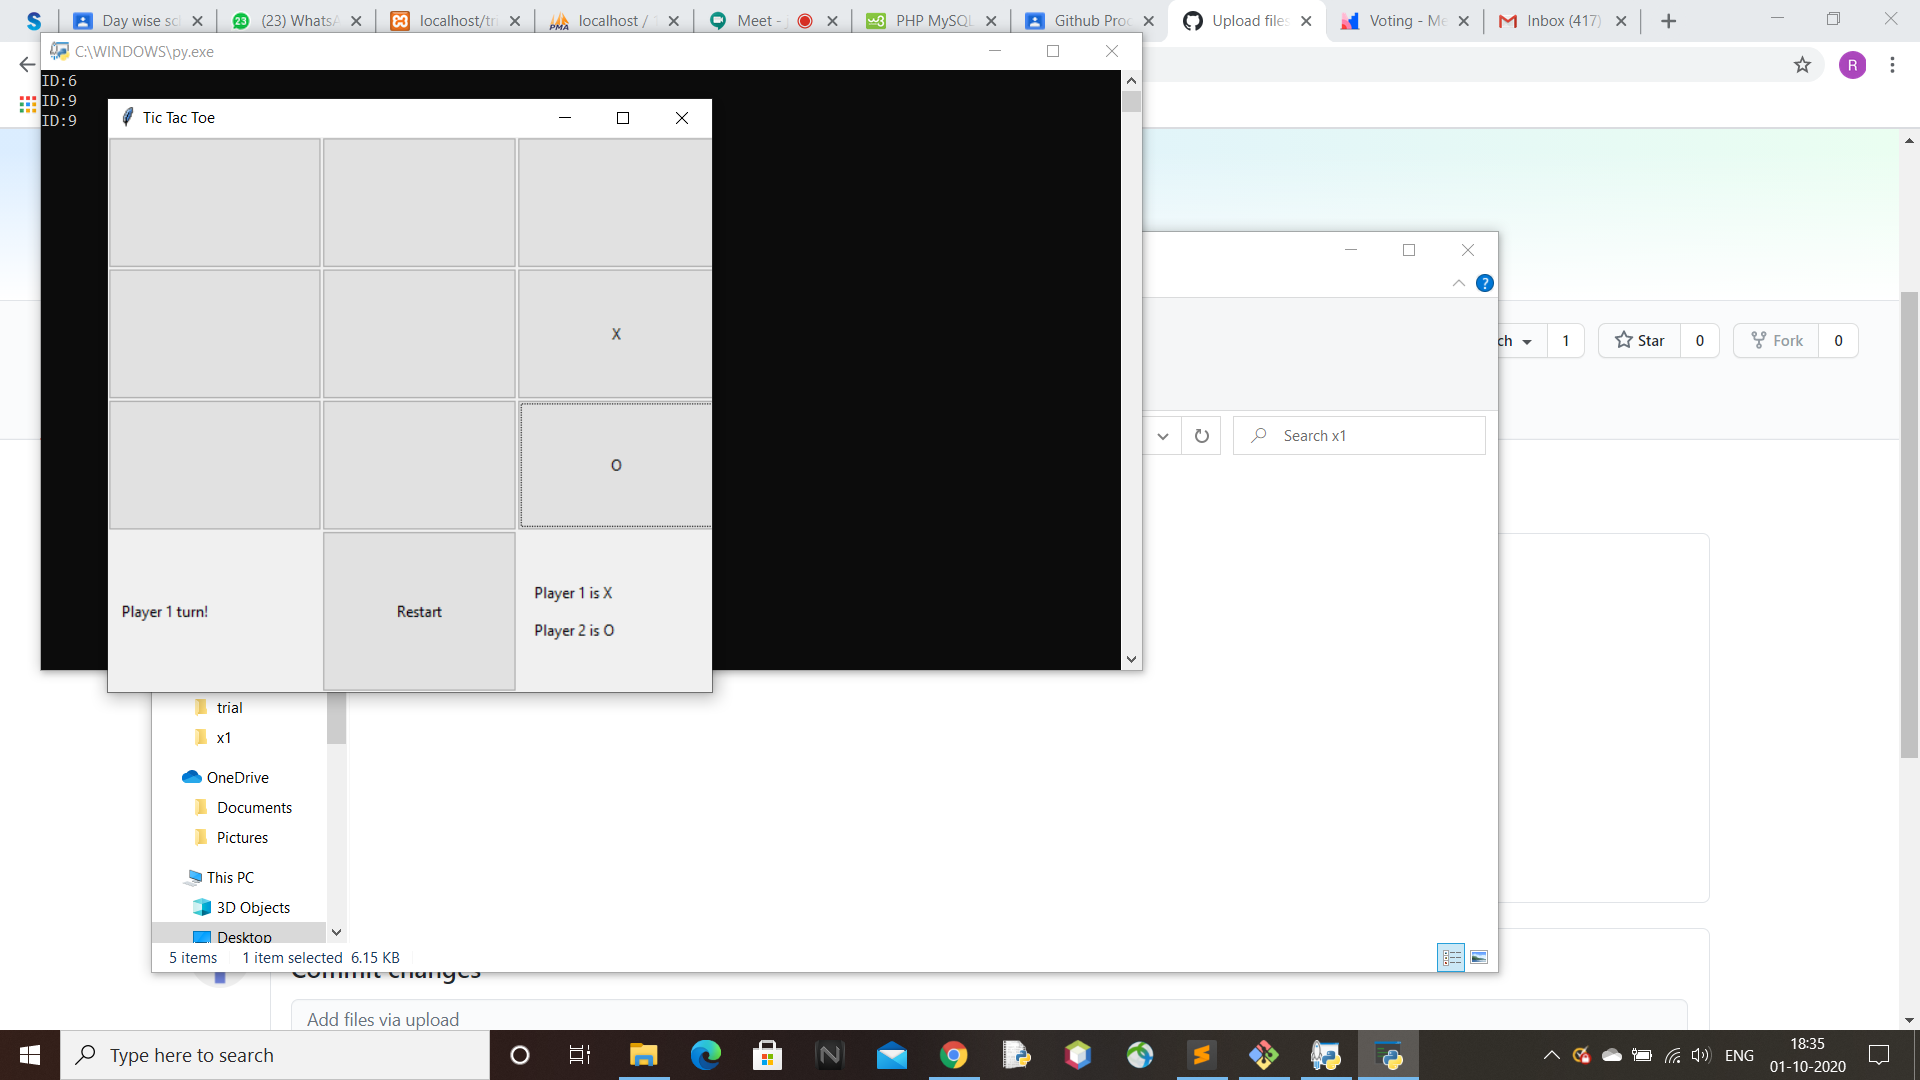 S Day wise sc (23) WhatsA localhost/tri localhost / PHP MySQL Github Proc Upload files Voting - Me Inbox (417)
PMA
Meet -
C:\WINDOWS\py.exe
R
ID:6
ID:9
ID:9
Tic Tac Toe
X
O
Player 1 turn!
Restart
Player 1 is X
Player 2 is O
ch 1 Star 0 Fork 0
Search x1
trial
x1
OneDrive
Documents
Pictures
This PC
3D Objects
Desktop
5 items 1 item selected 6.15 KB
Commit changes
Add files via upload
Type here to search
ENG
18:35
01-10-2020